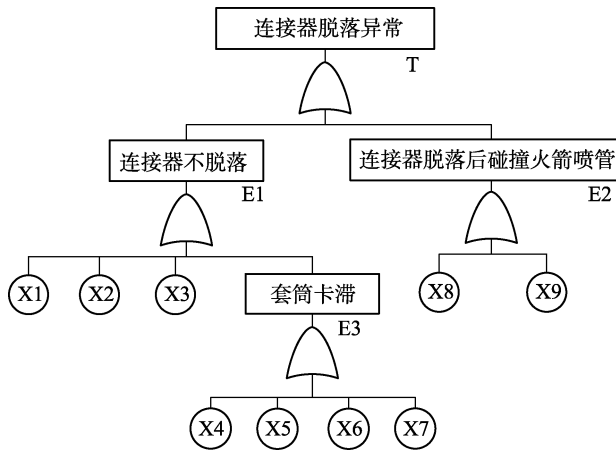 连接器脱落异常
T
连接器不脱落
连接器脱落后碰撞火箭喷管
E1
E2
X1
X2
X3
套筒卡滞
X8
X9
E3
X4
X5
X6
X7